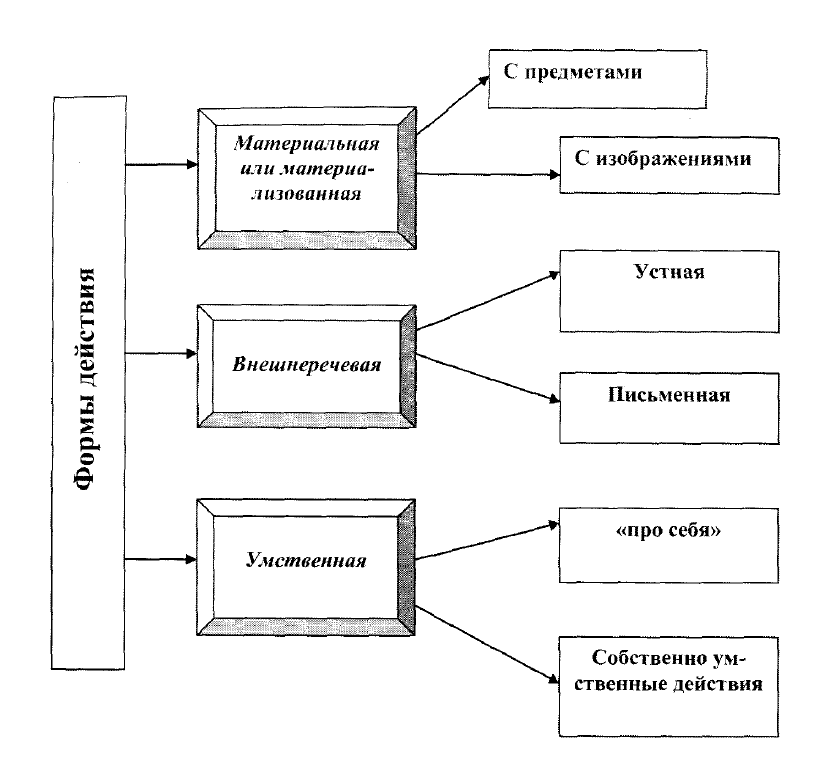 Формы действия
Материальная
или материа-
лизованная
С предметами
С изображениями
Внешнеречевая
Устная
Письменная
Умственная
«про себя»
Собственно ум-
ственные действия